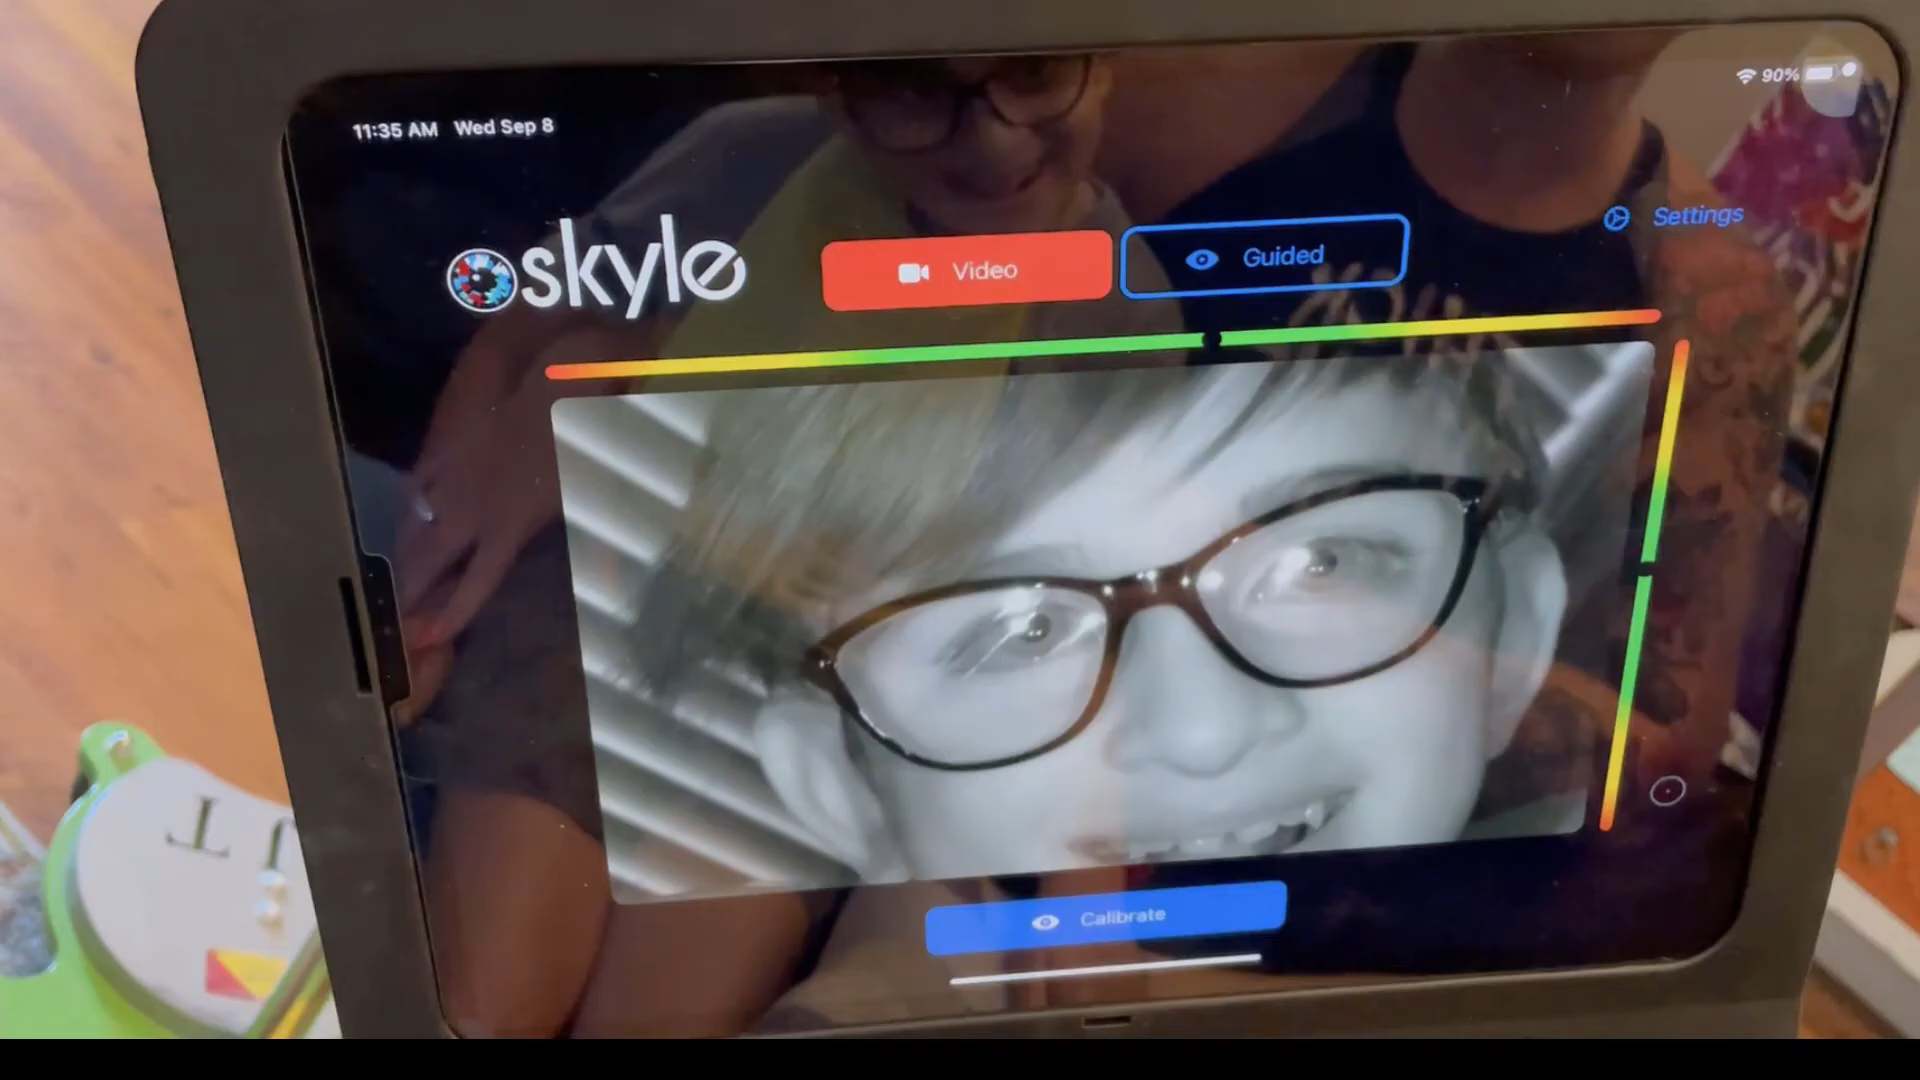 11:35 AM Wed Sep 8
90%
skyle
Video
Guided
Settings
Calibrate